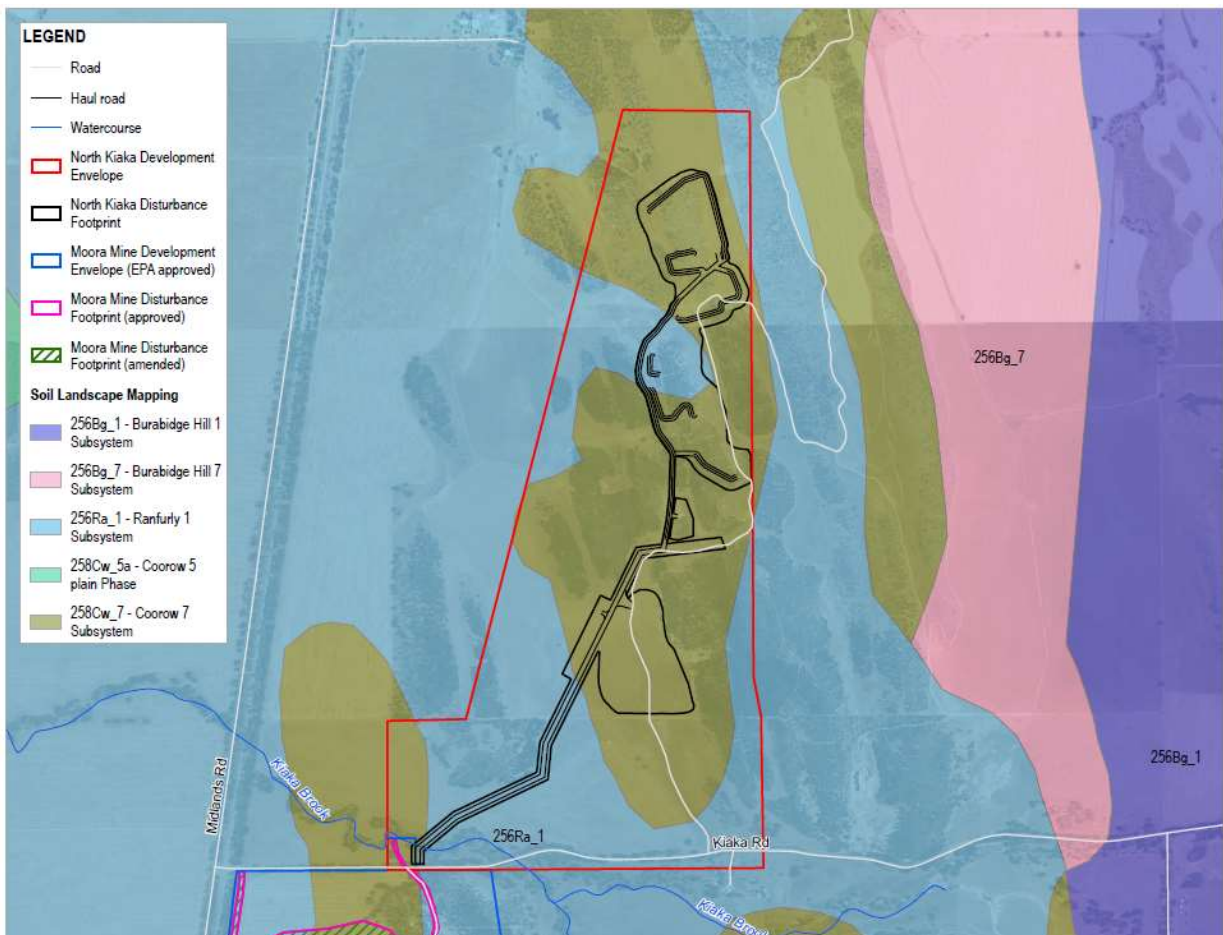 LEGEND
Road
Haul road
Watercourse
North Kiaka Development
Envelope
North Kiaka Disturbance
Footprint
Moora Mine Development
Envelope (EPA approved)
Moora Mine Disturbance
Footprint (approved)
Moora Mine Disturbance
Footprint (amended)
Soil Landscape Mapping
256Bg_1 - Burabidge Hill 1
Subsystem
256Bg_7 - Burabidge Hill 7
Subsystem
256Ra_1 - Ranfurly 1
Subsystem
258Cw_5a - Coorow 5
plain Phase
258Cw_7 - Coorow 7
Subsystem
256Bg_7
256Bg_1
Midlands Rd
Kiaka Brook
256Ra_1
Kiaka Rd
Kiaka Brook